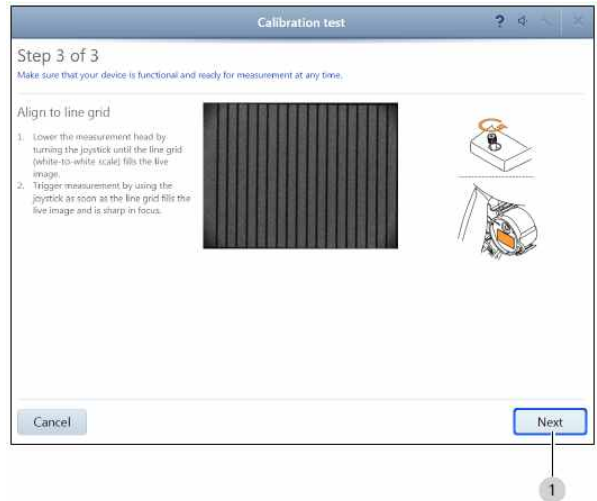 Calibration test
?
Step 3 of 3
Make sure that your device is functional and ready for measurement at any time.
Align to line grid
1. Lower the measurement head by
turning the joystick until the line grid
(white-to-white scale) fills the live
image.
2. Trigger measurement by using the
joystick as soon as the line grid fills the
live image and is sharp in focus.
Cancel
Next
1